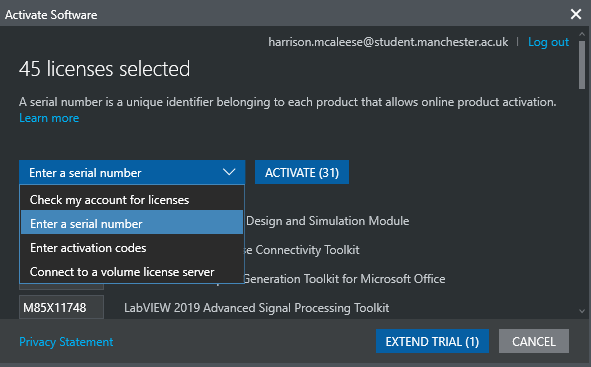 Activate Software
harrison.mcaleese@student.manchester.ac.uk | Log out
45 licenses selected
A serial number is a unique identifier belonging to each product that allows online product activation.
Learn more
Enter a serial number
ACTIVATE (31)
Check my account for licenses
Enter a serial number
Design and Simulation Module
Enter activation codes
Connectivity Toolkit
Connect to a volume license server
Generation Toolkit for Microsoft Office
M85X11748
LabVIEW 2019 Advanced Signal Processing Toolkit
Privacy Statement
EXTEND TRIAL (1)
CANCEL